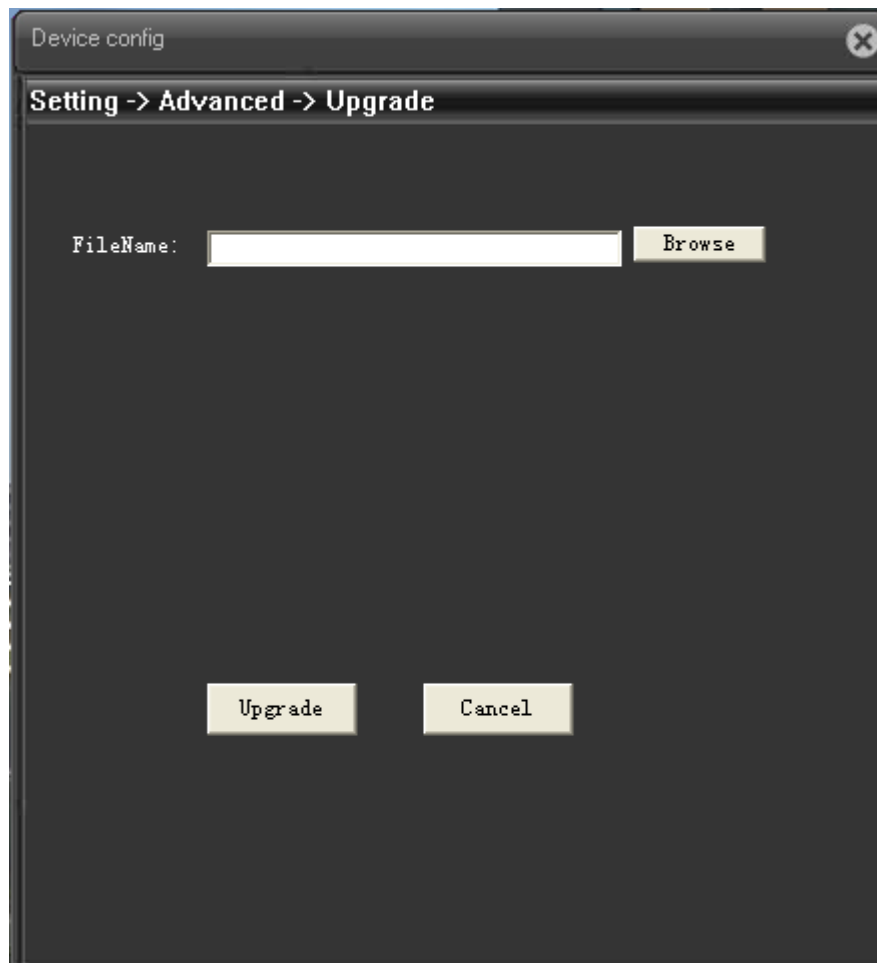 Device config
Setting -> Advanced -> Upgrade
FileName:
Browse
Upgrade
Cancel